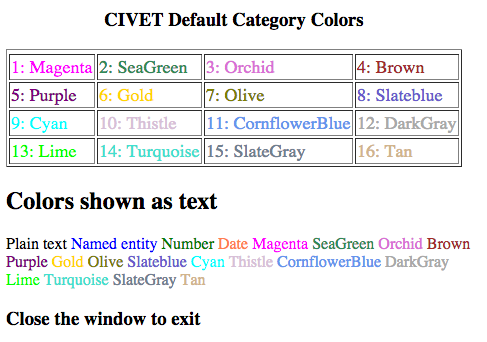 CIVET Default Category Colors
1: Magenta 2: SeaGreen 3: Orchid 4: Brown
5: Purple 6: Gold 7: Olive 8: Slateblue
9: Cyan 10: Thistle 11: CornflowerBlue 12: DarkGray
13: Lime 14: Turquoise 15: SlateGray 16: Tan
Colors shown as text
Plain text Named entity Number Date Magenta SeaGreen Orchid Brown
Purple Gold Olive Slateblue Cyan Thistle CornflowerBlue DarkGray
Lime Turquoise SlateGray Tan
Close the window to exit